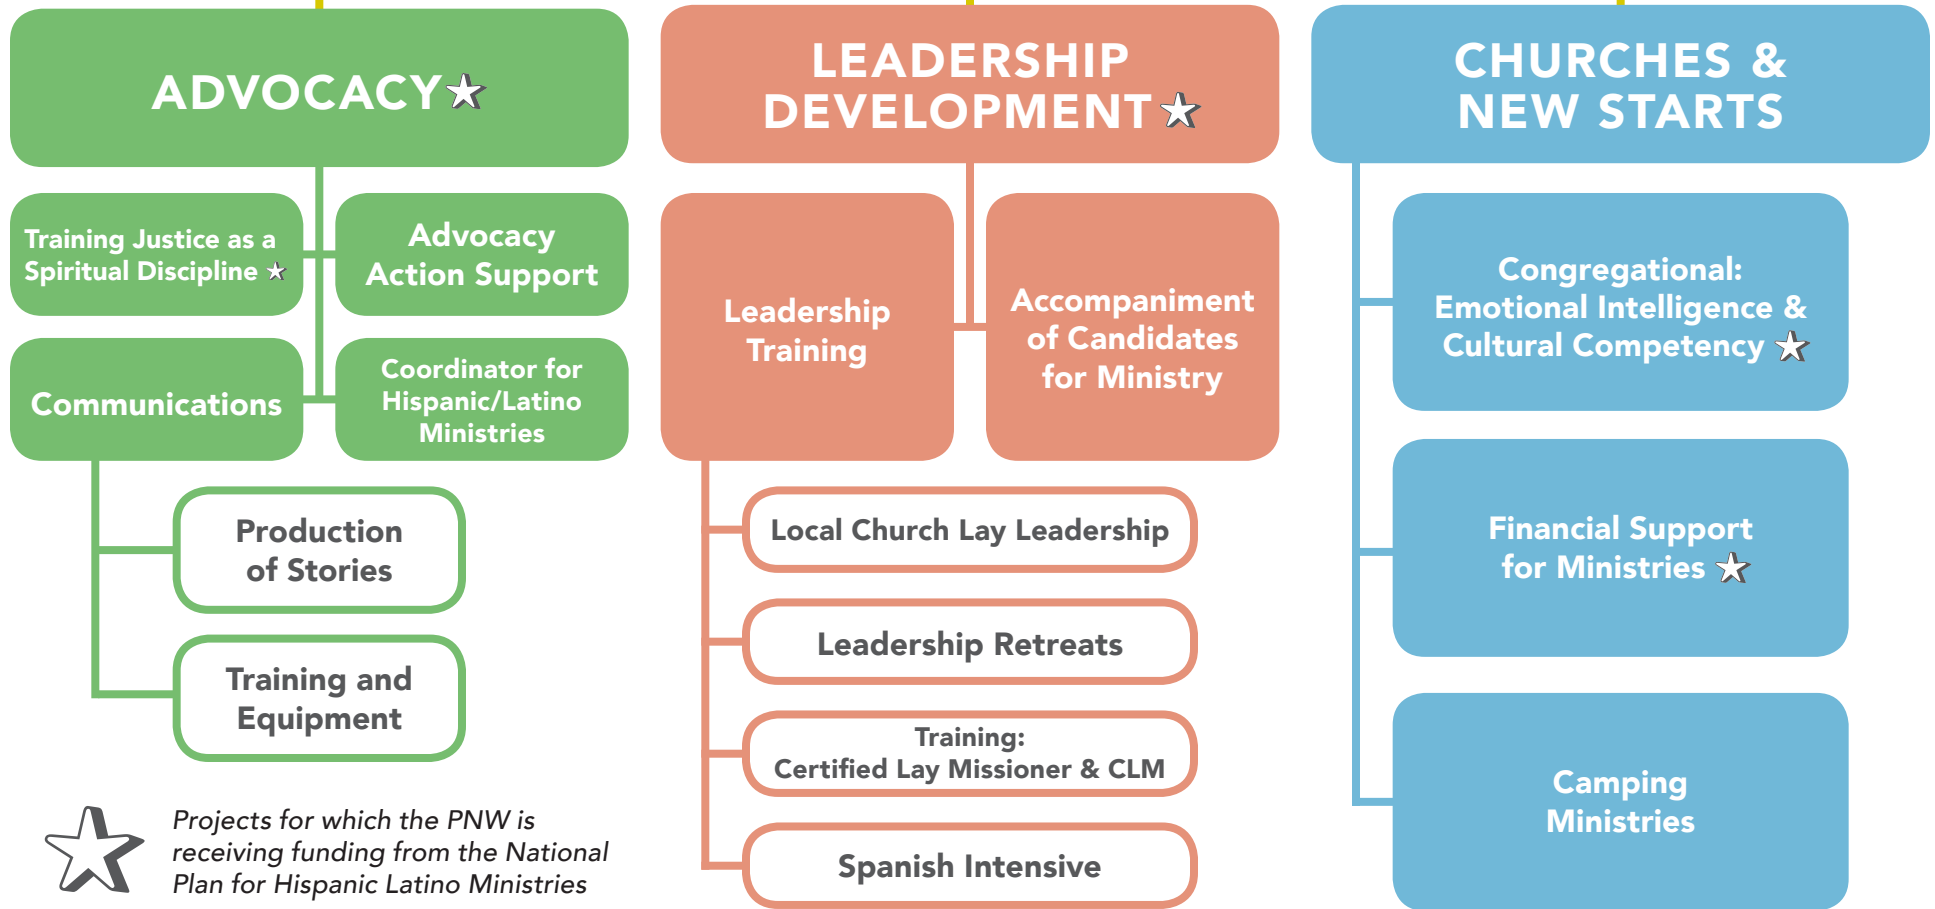 ADVOCACY
Training Justice as a
Spiritual Discipline
Advocacy
Action Support
Communications
Coordinator for
Hispanic/Latino
Ministries
Production
of Stories
Training and
Equipment
Projects for which the PNW is
receiving funding from the National
Plan for Hispanic Latino Ministries
LEADERSHIP
DEVELOPMENT
Leadership
Training
Accompaniment
of Candidates
for Ministry
Local Church Lay Leadership
Leadership Retreats
Training:
Certified Lay Missioner & CLM
Spanish Intensive
CHURCHES &
NEW STARTS
Congregational:
Emotional Intelligence &
Cultural Competency
Financial Support
for Ministries
Camping
Ministries